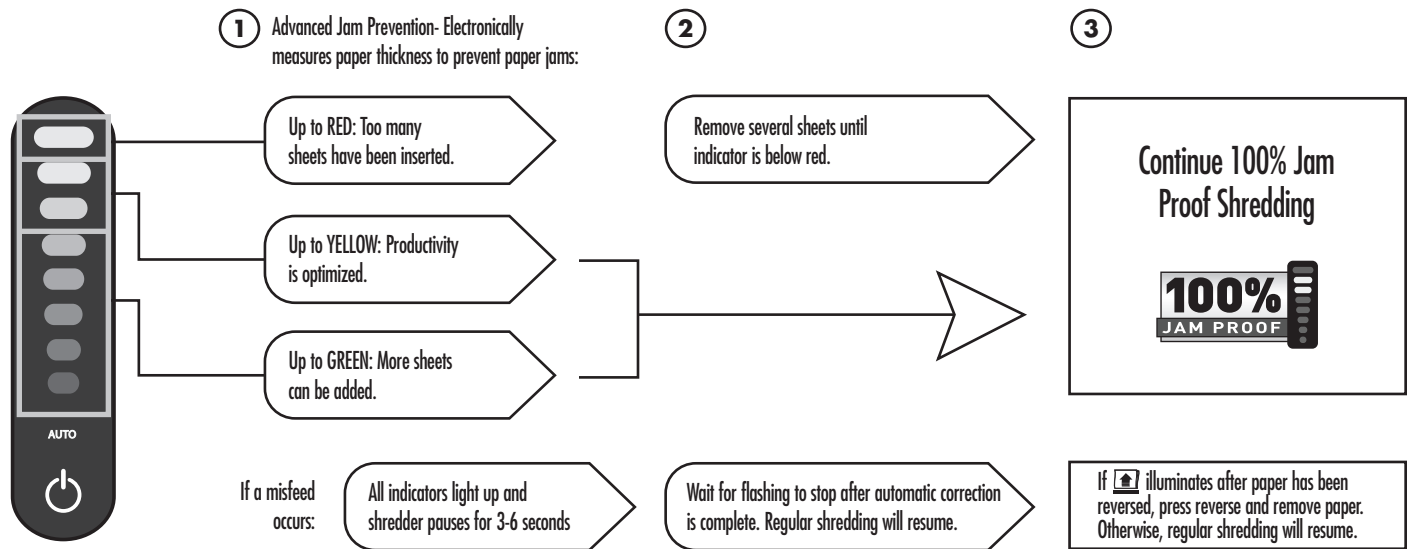 1
Advanced Jam Prevention- Electronically
measures paper thickness to prevent paper jams:
2
3
Up to RED: Too many
sheets have been inserted.
Remove several sheets until
indicator is below red.
Continue 100% Jam
Proof Shredding
100%
JAM PROOF
Up to YELLOW: Productivity
is optimized.
Up to GREEN: More sheets
can be added.
AUTO
If a misfeed
occurs:
All indicators light up and
shredder pauses for 3-6 seconds
Wait for flashing to stop after automatic correction
is complete. Regular shredding will resume.
If illuminates after paper has been
reversed, press reverse and remove paper.
Otherwise, regular shredding will resume.